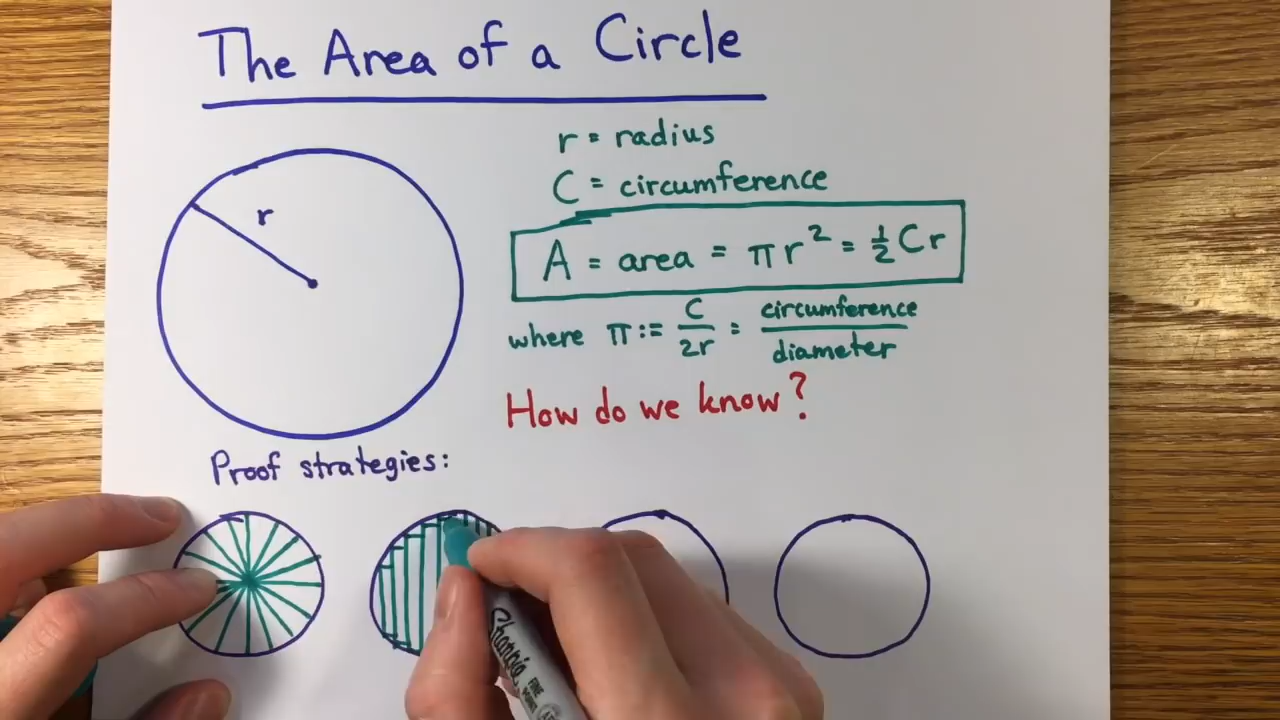 The Area of a Circle
r
r = radius
C = circumference
A = area = πr² = ½Cr
where π := C/2r = circumference/diameter
How do we know?
Proof strategies:
Sharpie
FINE